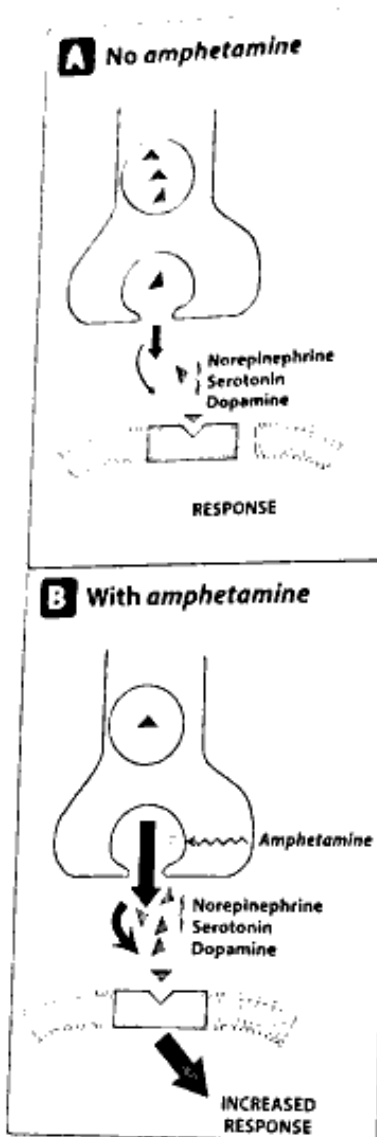 A No amphetamine
Norepinephrine
Serotonin
Dopamine
RESPONSE
B With amphetamine
Amphetamine
Norepinephrine
Serotonin
Dopamine
INCREASED
RESPONSE